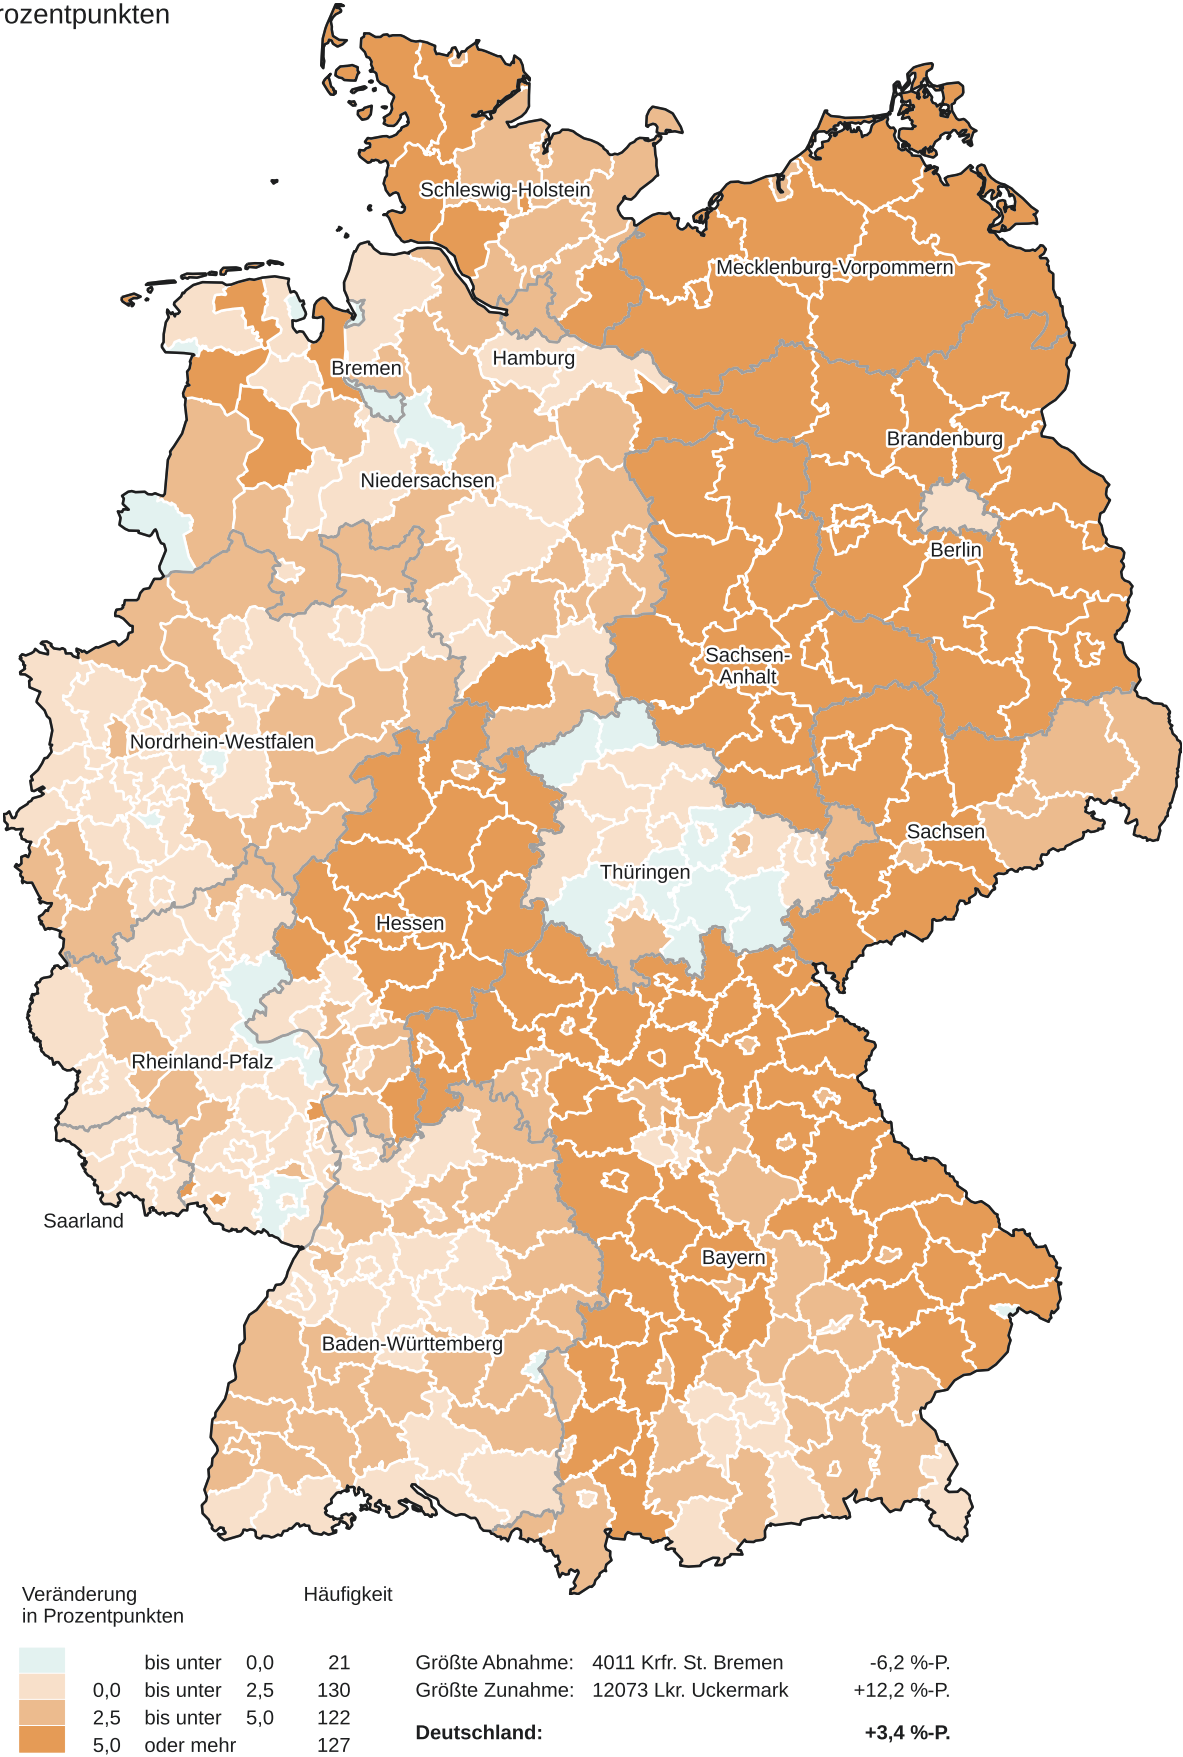 rozentpunkten
Schleswig-Holstein
Mecklenburg-Vorpommern
Hamburg
Bremen
Brandenburg
Niedersachsen
Berlin
Sachsen-
Anhalt
Nordrhein-Westfalen
Sachsen
Thüringen
Hessen
Rheinland-Pfalz
Saarland
Bayern
Baden-Württemberg
Veränderung Häufigkeit
in Prozentpunkten
bis unter 0,0 21 Größte Abnahme: 4011 Krfr. St. Bremen -6,2 %-P.
0,0 bis unter 2,5 130 Größte Zunahme: 12073 Lkr. Uckermark +12,2 %-P.
2,5 bis unter 5,0 122
Deutschland: +3,4 %-P.
5,0 oder mehr 127